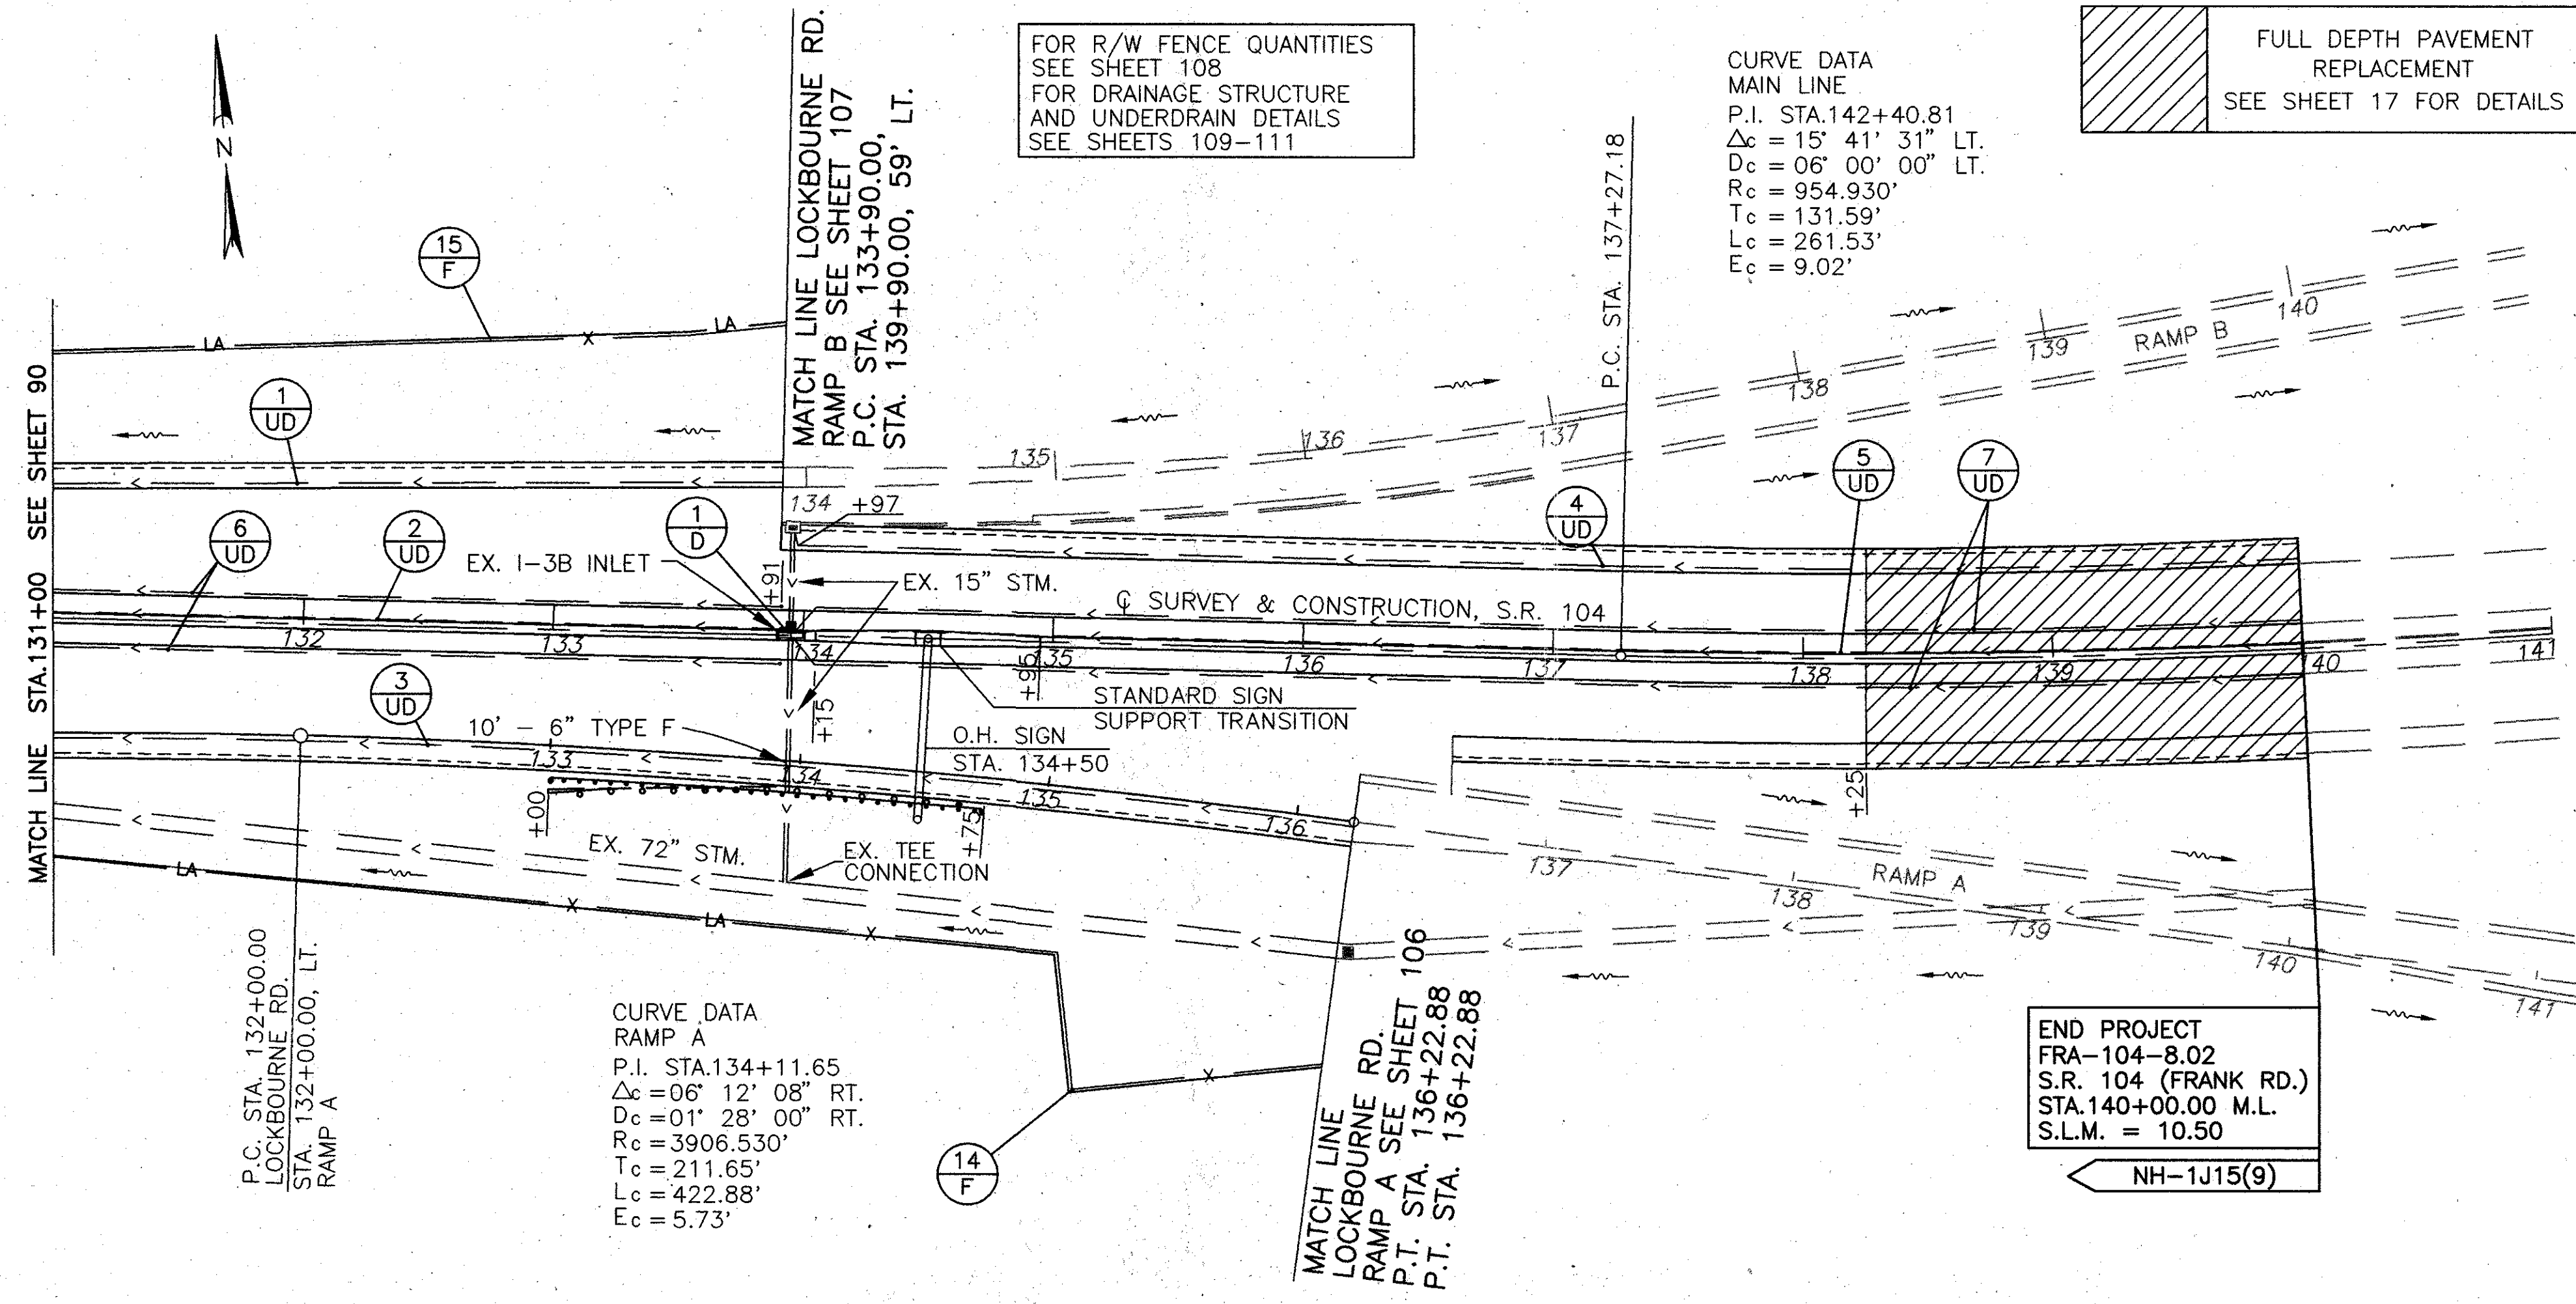 FOR R/W FENCE QUANTITIES
SEE SHEET 108
FOR DRAINAGE STRUCTURE
AND UNDERDRAIN DETAILS
SEE SHEETS 109-111
CURVE DATA
MAIN LINE
P.I. STA.142+40.81
Δc = 15° 41' 31" LT.
Dc = 06° 00' 00" LT.
Rc = 954.930'
Tc = 131.59'
Lc = 261.53'
Ec = 9.02'
FULL DEPTH PAVEMENT
REPLACEMENT
SEE SHEET 17 FOR DETAILS
N
MATCH LINE LOCKBOURNE RD.
RAMP B SEE SHEET 107
P.C. STA. 133+90.00,
STA. 139+90.00, 59' LT.
P.C. STA. 137+27.18
15
F
LA
X
LA
MATCH LINE STA.131+00 SEE SHEET 90
1
UD
134
135
136
137
138
139
140
RAMP B
+97
6
UD
2
UD
1
D
4
UD
5
UD
7
UD
EX. I-3B INLET
+91
EX. 15" STM.
℄ SURVEY & CONSTRUCTION, S.R. 104
132
133
134
135
136
137
138
139
140
141
+95
+15
STANDARD SIGN
SUPPORT TRANSITION
3
UD
10' - 6" TYPE F
O.H. SIGN
STA. 134+50
133
134
135
136
137
138
139
140
141
+00
+75
+25
EX. 72" STM.
EX. TEE
CONNECTION
RAMP A
LA
X
LA
X
X
P.C. STA. 132+00.00
LOCKBOURNE RD.
STA. 132+00.00, LT.
RAMP A
CURVE DATA
RAMP A
P.I. STA.134+11.65
Δc = 06° 12' 08" RT.
Dc = 01° 28' 00" RT.
Rc = 3906.530'
Tc = 211.65'
Lc = 422.88'
Ec = 5.73'
14
F
MATCH LINE
LOCKBOURNE RD.
RAMP A SEE SHEET 106
P.T. STA. 136+22.88
P.T. STA. 136+22.88
END PROJECT
FRA-104-8.02
S.R. 104 (FRANK RD.)
STA.140+00.00 M.L.
S.L.M. = 10.50
NH-1J15(9)